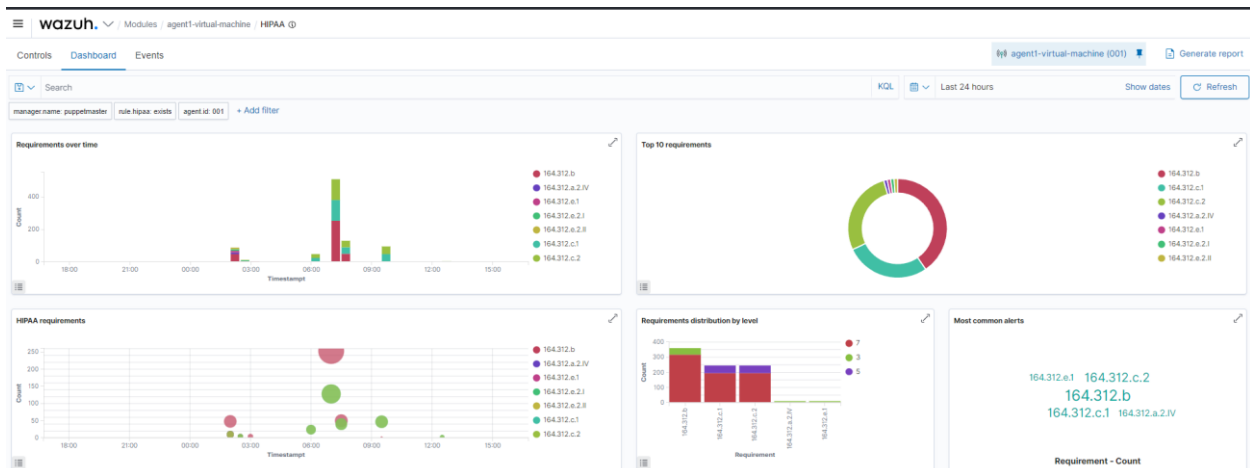 wazuh. / Modules / agent1-virtual-machine / HIPAA
Controls Dashboard Events agent1-virtual-machine (001) Generate report
Search KQL Last 24 hours Show dates Refresh
manager.name: puppetmaster rule.hipaa: exists agent.id: 001 + Add filter
Requirements over time
Count
400
200
0
18:00 21:00 00:00 03:00 06:00 09:00 12:00 15:00
Timestampt
164.312.b
164.312.a.2.IV
164.312.e.1
164.312.e.2.I
164.312.e.2.II
164.312.c.1
164.312.c.2
Top 10 requirements
164.312.b
164.312.c.1
164.312.c.2
164.312.a.2.IV
164.312.e.1
164.312.e.2.I
164.312.e.2.II
HIPAA requirements
Count
250
200
150
100
50
0
18:00 21:00 00:00 03:00 06:00 09:00 12:00 15:00
Timestampt
164.312.b
164.312.a.2.IV
164.312.e.1
164.312.e.2.I
164.312.e.2.II
164.312.c.1
164.312.c.2
Requirements distribution by level
Count
400
300
200
100
0
164.312.b
164.312.c.1
164.312.c.2
164.312.a.2.IV
164.312.e.1
Requirement
7
3
5
Most common alerts
164.312.e.1 164.312.c.2
164.312.b
164.312.c.1 164.312.a.2.IV
Requirement - Count